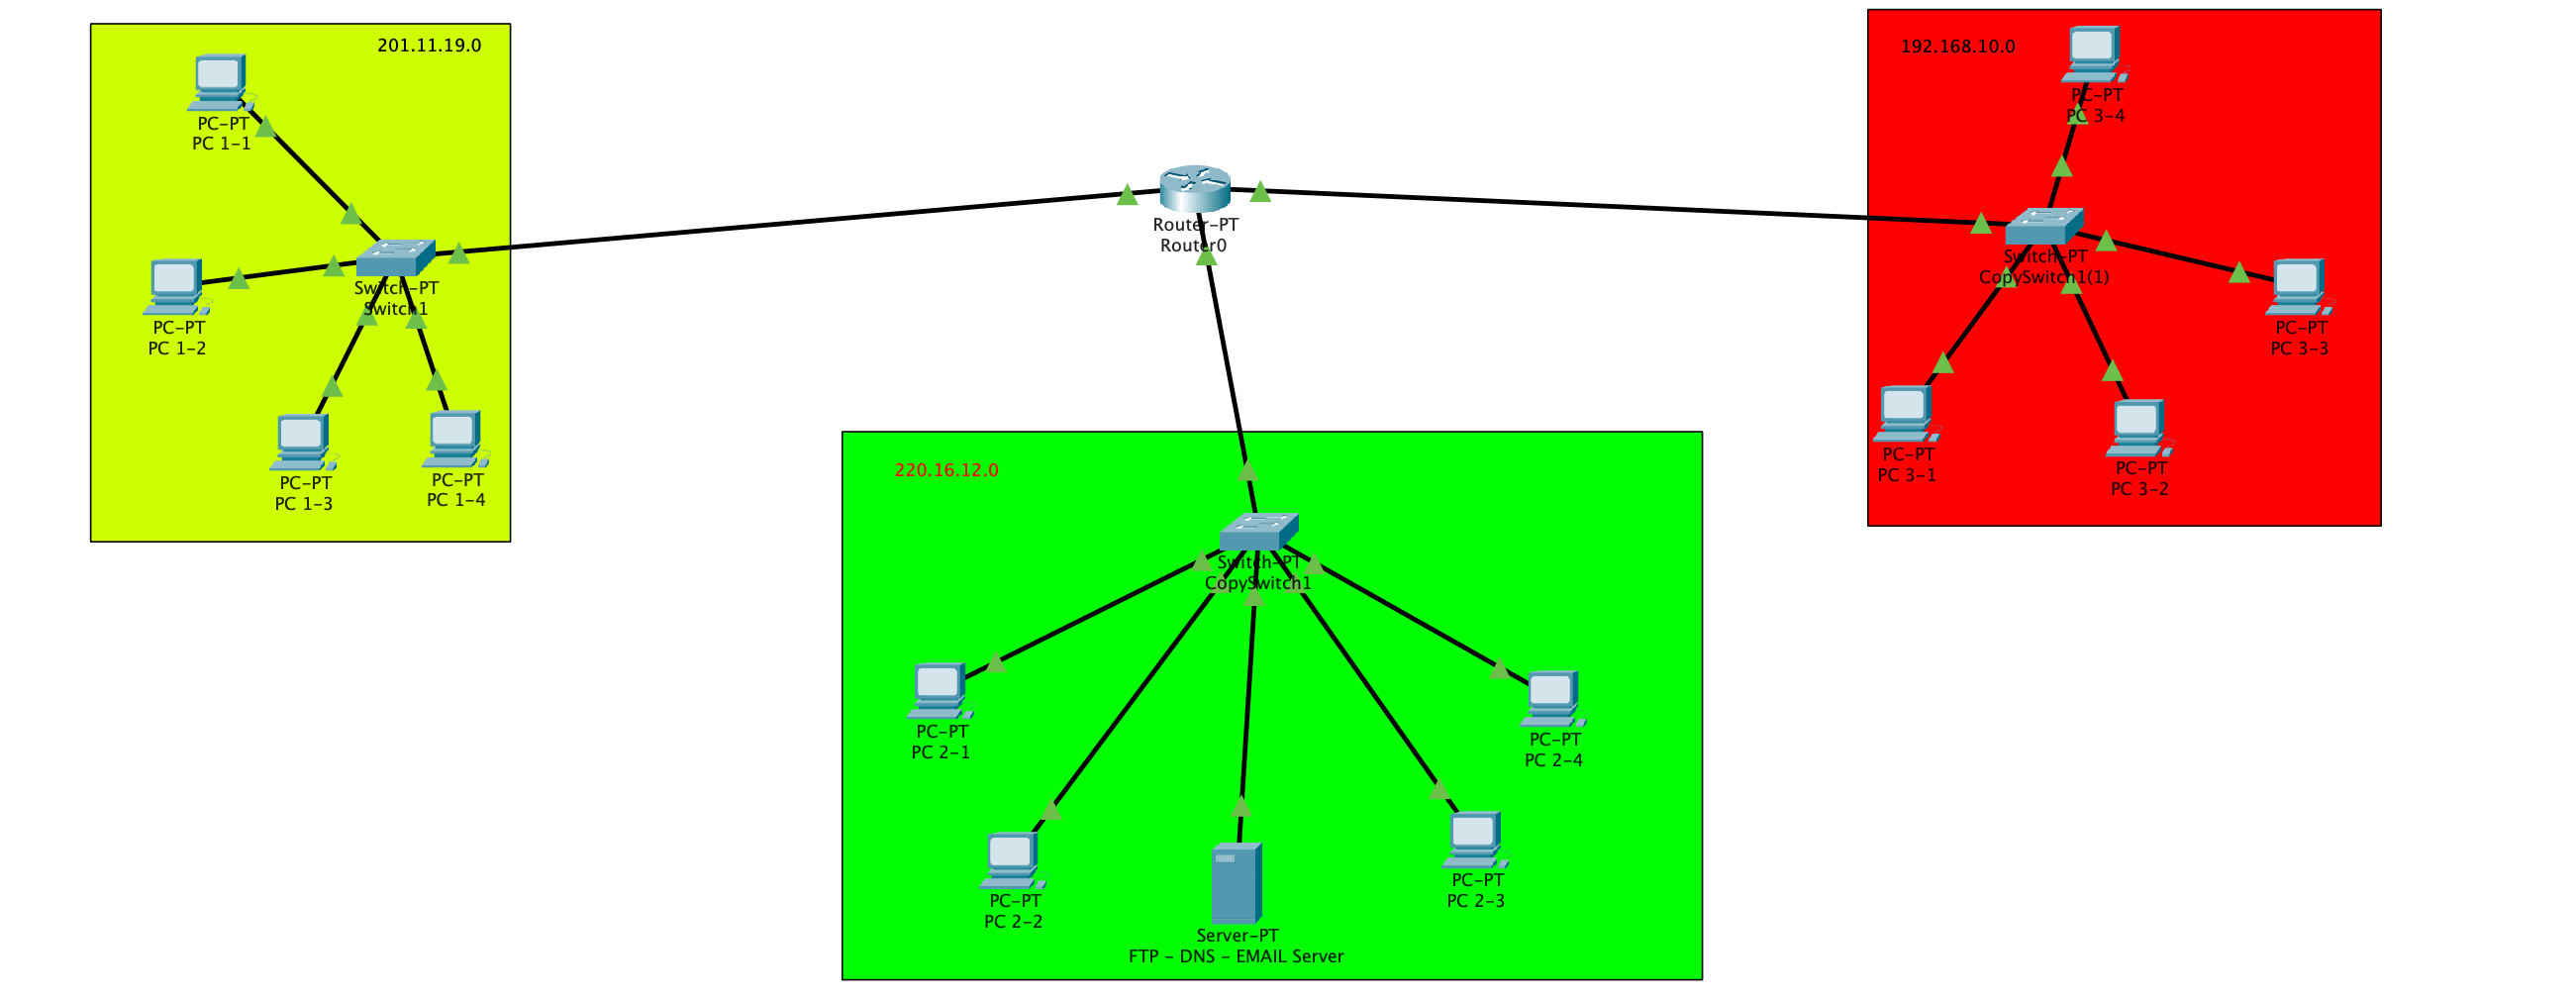 201.11.19.0
PC-PT
PC 1-1
PC-PT
PC 1-2
Switch-PT
Switch1
PC-PT
PC 1-3
PC-PT
PC 1-4
Router-PT
Router0
192.168.10.0
PC-PT
PC 3-4
Switch-PT
CopySwitch1(1)
PC-PT
PC 3-3
PC-PT
PC 3-1
PC-PT
PC 3-2
220.16.12.0
Switch-PT
CopySwitch1
PC-PT
PC 2-1
PC-PT
PC 2-4
PC-PT
PC 2-2
PC-PT
PC 2-3
Server-PT
FTP - DNS - EMAIL Server